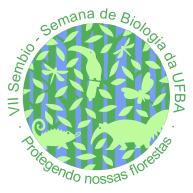 VII Sembio - Semana de Biologia da UFBA
· Protegendo nossas florestas ·